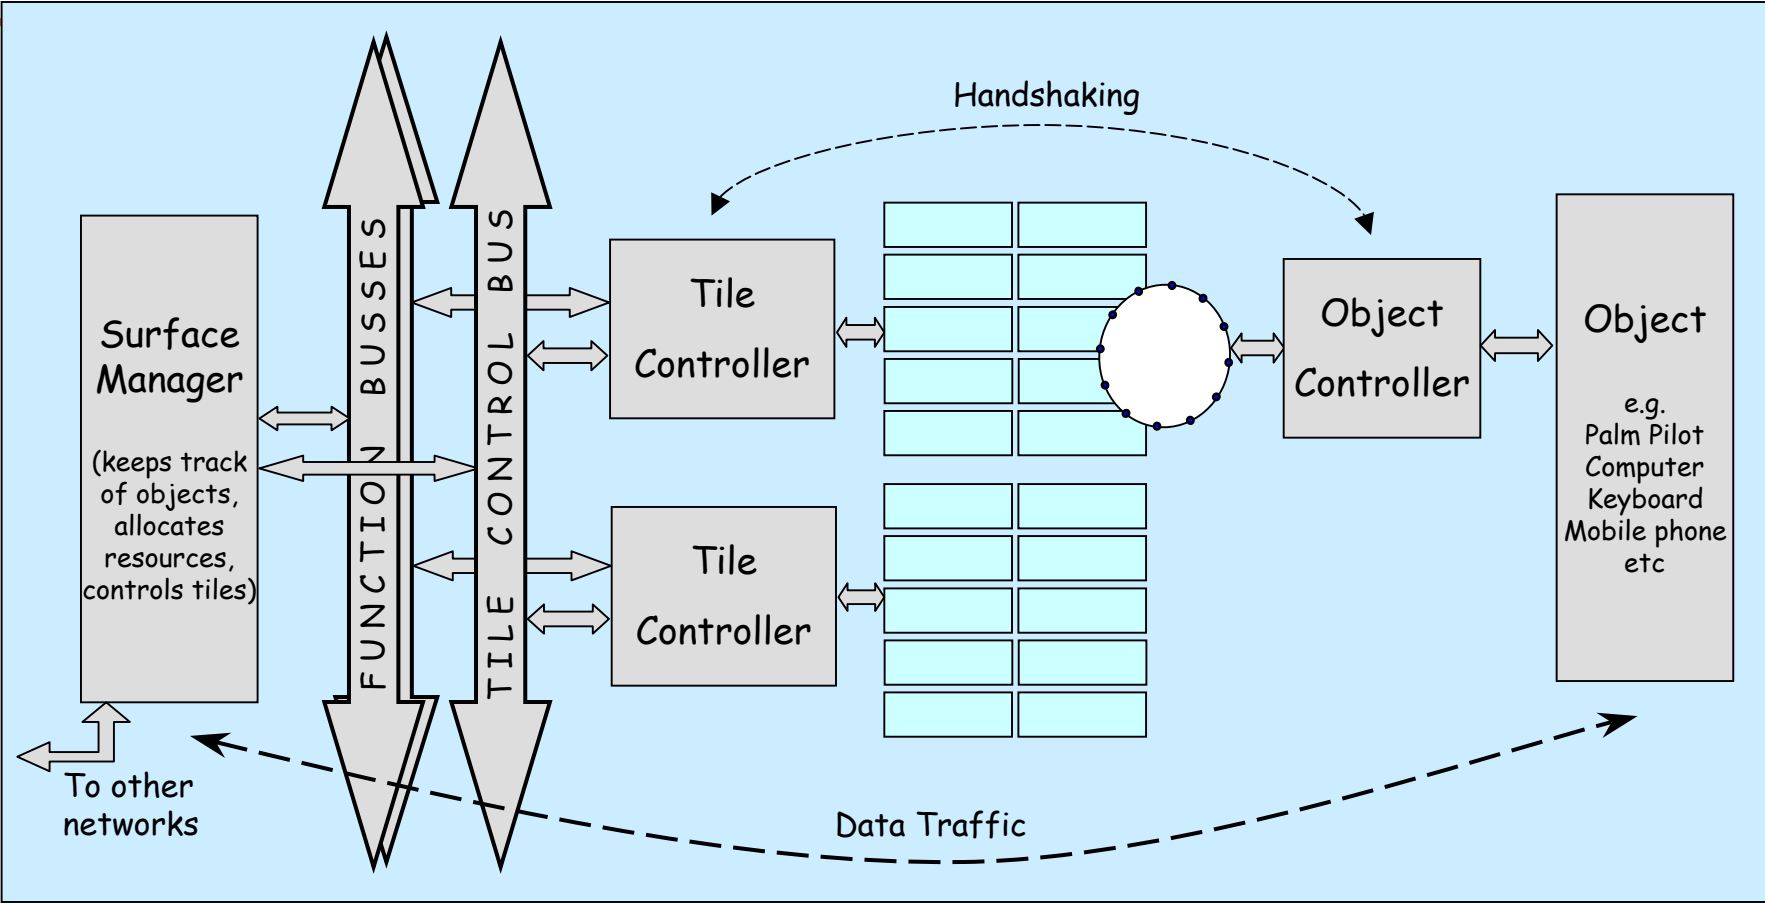 Handshaking
Surface
Manager
(keeps track
of objects,
allocates
resources,
controls tiles)
To other
networks
FUNCTION BUSSES
TILE CONTROL BUS
Tile
Controller
Tile
Controller
Object
Controller
Object
e.g.
Palm Pilot
Computer
Keyboard
Mobile phone
etc
Data Traffic